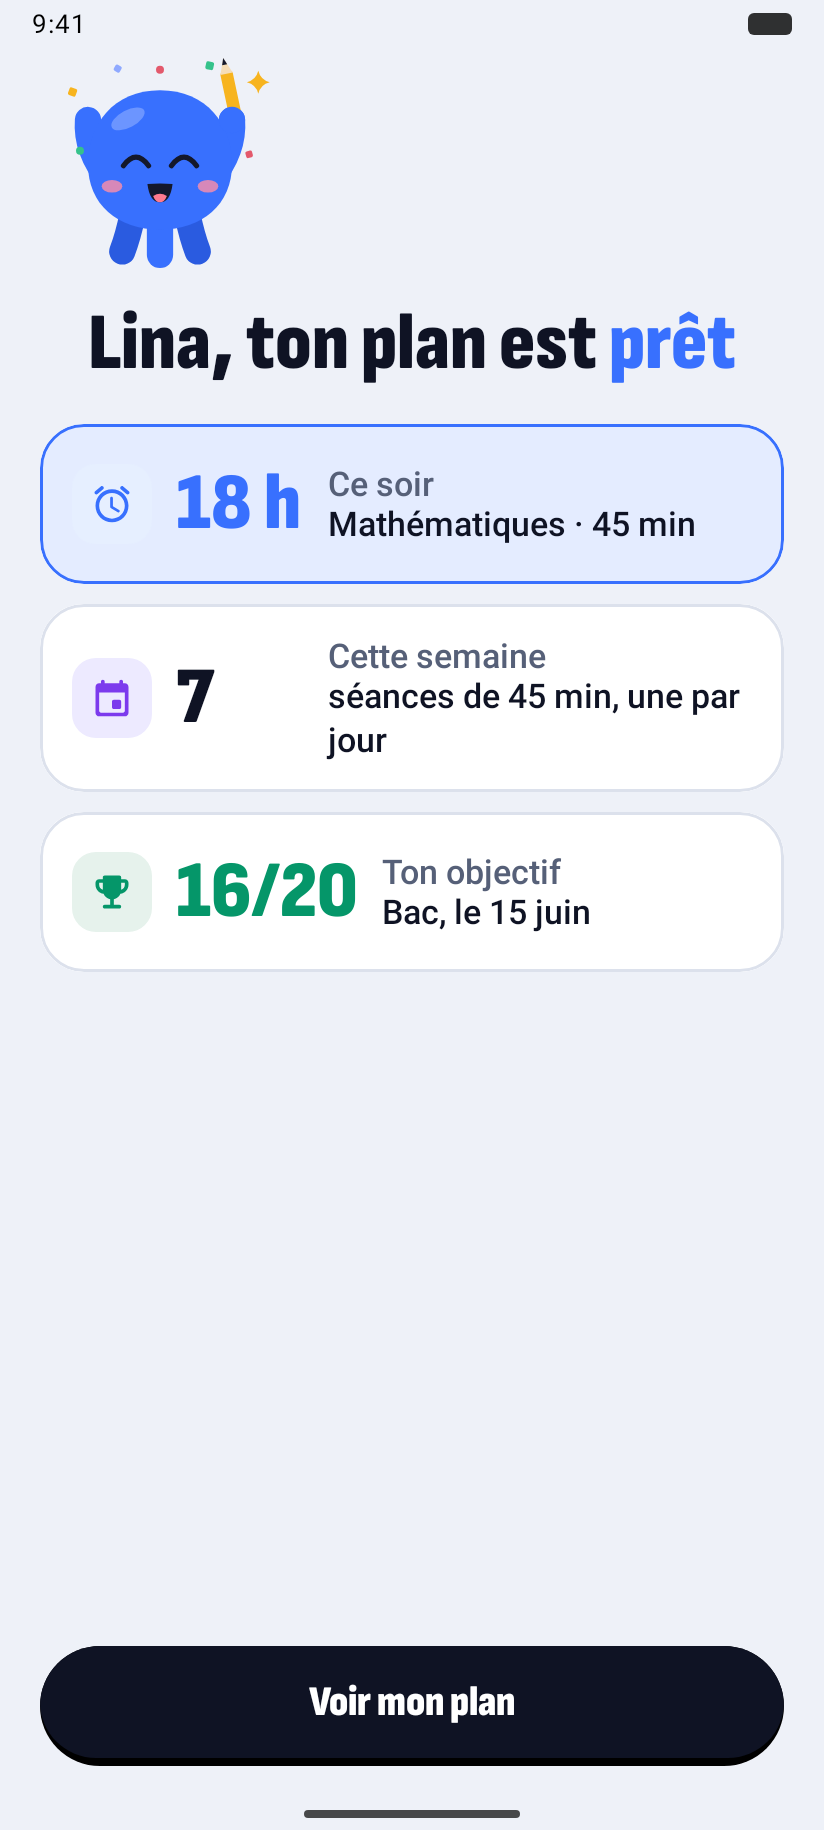 9:41
Lina, ton plan est prêt
18 h
Ce soir
Mathématiques · 45 min
7
Cette semaine
séances de 45 min, une par
jour
16/20
Ton objectif
Bac, le 15 juin
Voir mon plan